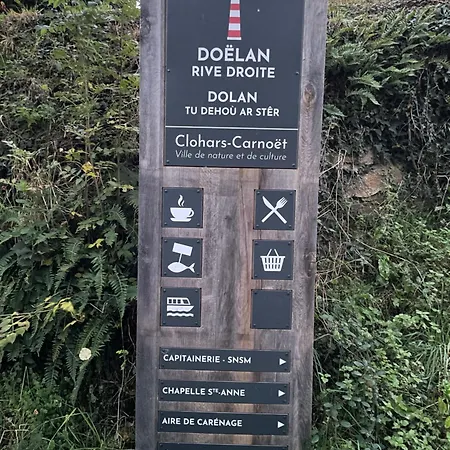 DOËLAN
RIVE DROITE
DOLAN
TU DEHOÙ AR STÊR
Clohars-Carnoët
Ville de nature et de culture
CAPITAINERIE - SNSM
CHAPELLE STE-ANNE
AIRE DE CARÉNAGE